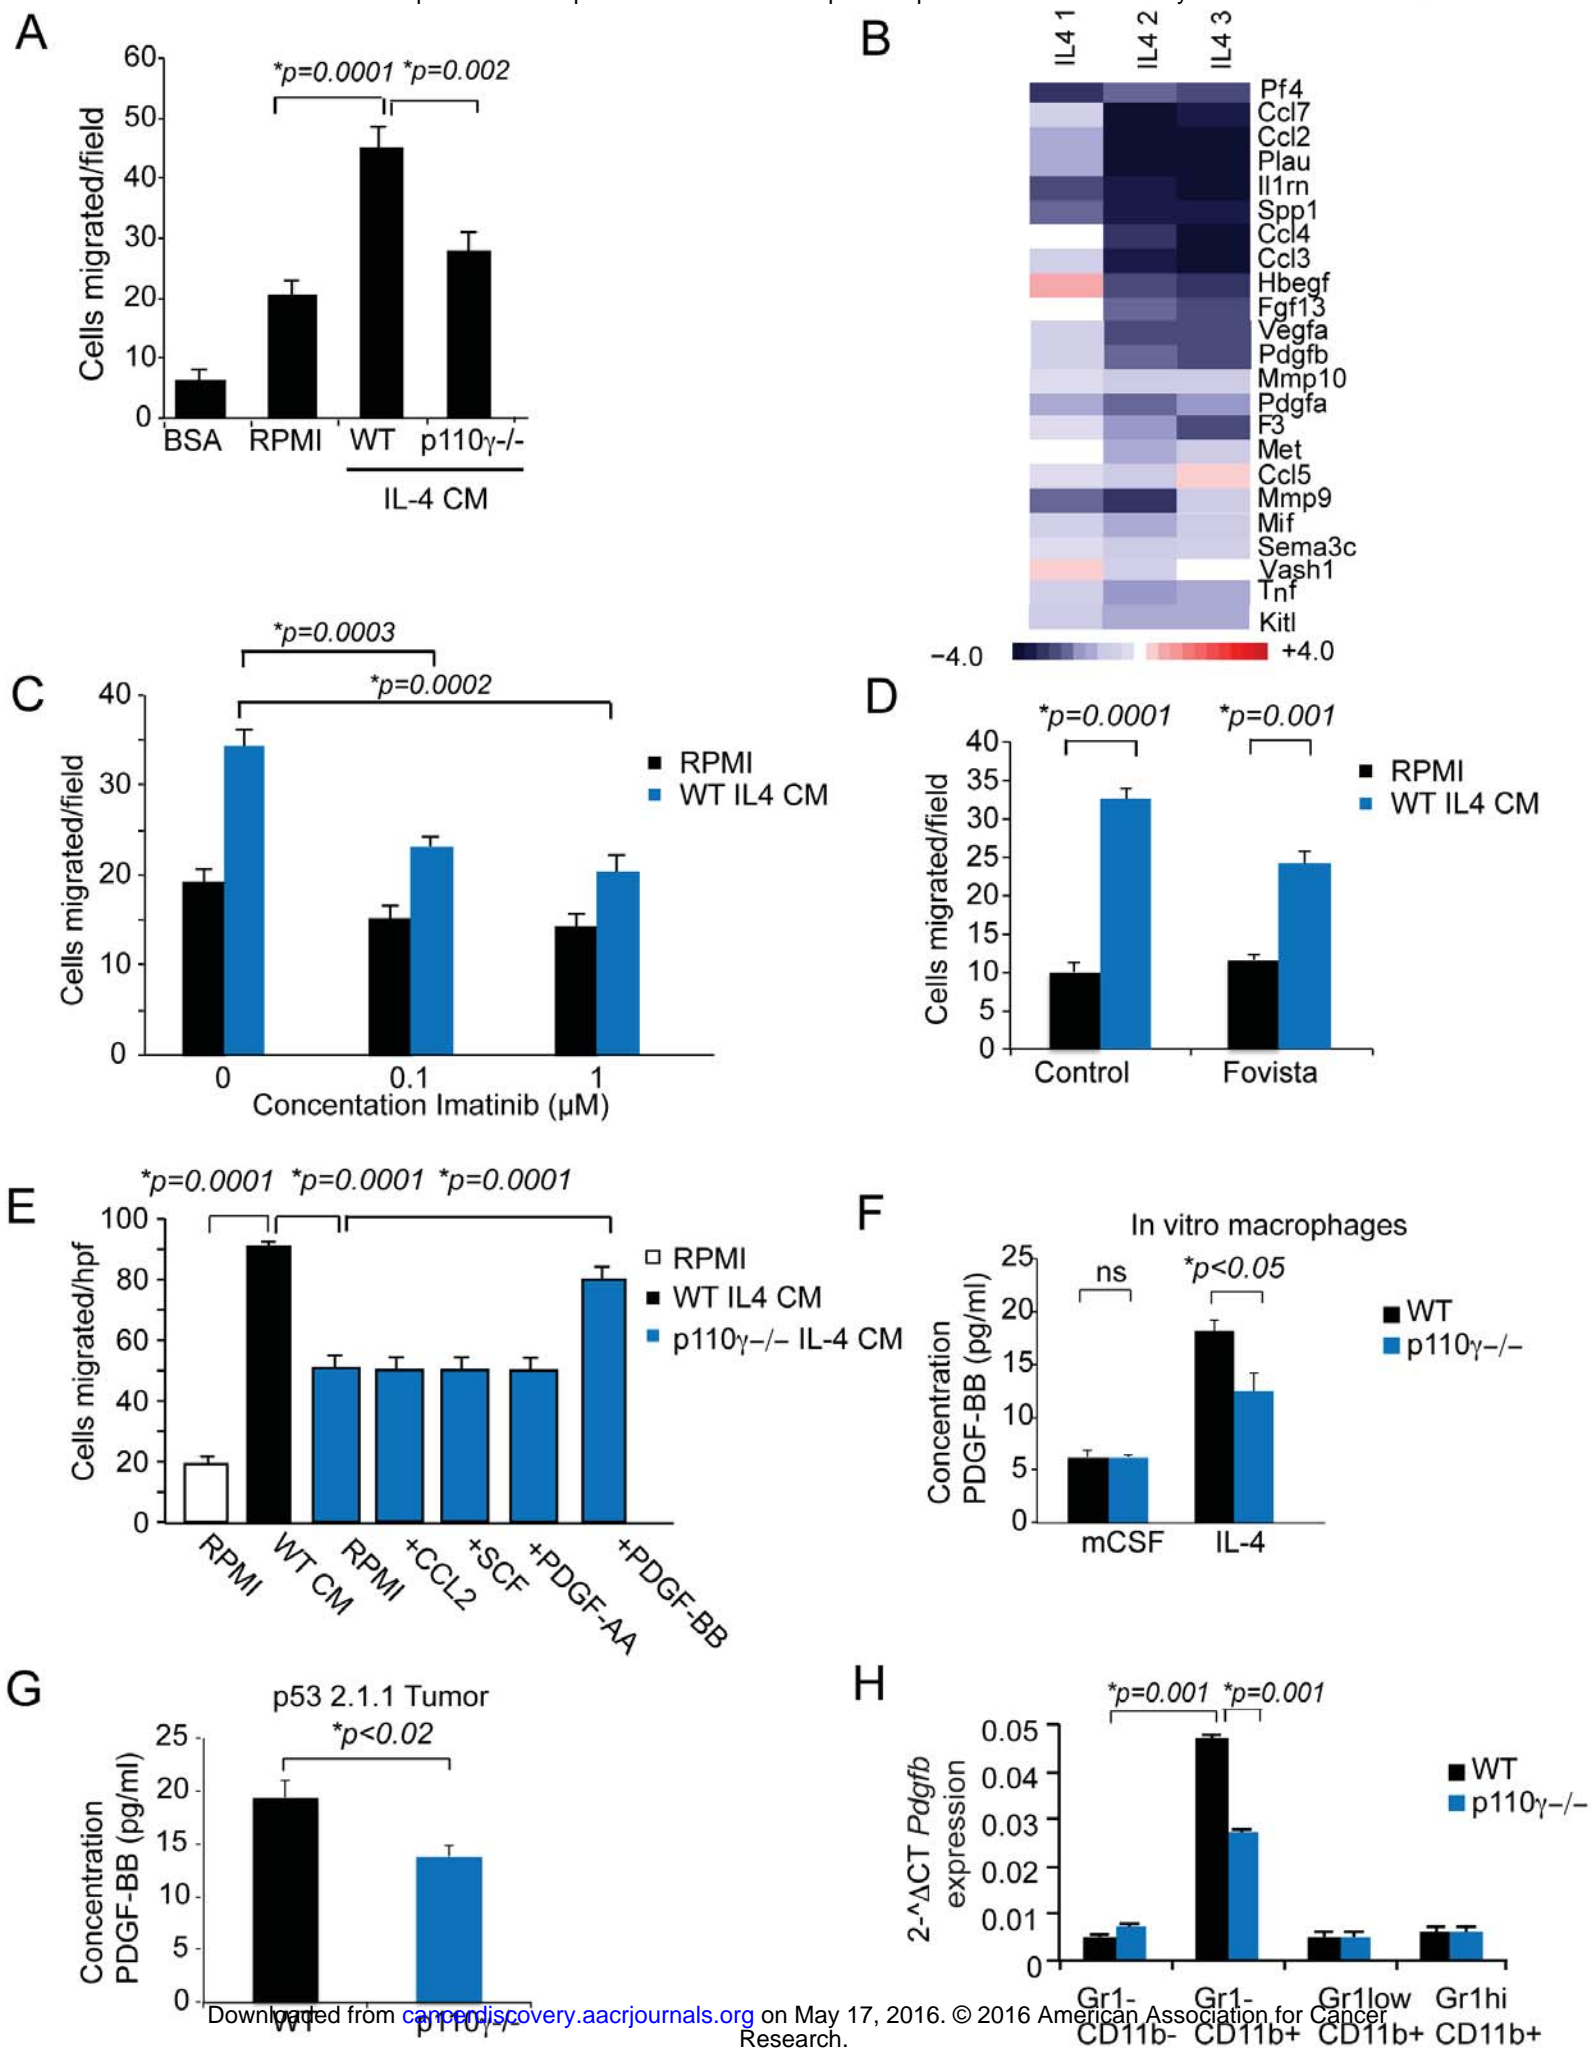 A
60
50
40
30
20
10
0
Cells migrated/field
*p=0.0001 *p=0.002
BSA RPMI WT p110γ-/-
IL-4 CM
B
IL4 1
IL4 2
IL4 3
Pf4
Ccl7
Ccl2
Plau
Il1rn
Spp1
Ccl4
Ccl3
Hbegf
Fgf13
Vegfa
Pdgfb
Mmp10
Pdgfa
F3
Met
Ccl5
Mmp9
Mif
Sema3c
Vash1
Tnf
Kitl
−4.0 +4.0
C
*p=0.0003
*p=0.0002
40
30
20
10
0
Cells migrated/field
RPMI
WT IL4 CM
0 0.1 1
Concentation Imatinib (µM)
D
*p=0.0001 *p=0.001
40
35
30
25
20
15
10
5
0
Cells migrated/field
RPMI
WT IL4 CM
Control Fovista
E
*p=0.0001 *p=0.0001 *p=0.0001
100
80
60
40
20
0
Cells migrated/hpf
RPMI
WT IL4 CM
p110γ−/− IL-4 CM
RPMI
WT CM
RPMI
+CCL2
+SCF
+PDGF-AA
+PDGF-BB
F
In vitro macrophages
ns *p<0.05
25
20
15
10
5
0
Concentration
PDGF-BB (pg/ml)
WT
p110γ−/−
mCSF IL-4
G
p53 2.1.1 Tumor
*p<0.02
25
20
15
10
5
0
Concentration
PDGF-BB (pg/ml)
WT p110γ-/-
H
*p=0.001 *p=0.001
0.05
0.04
0.03
0.02
0.01
0
2-^ΔCT Pdgfb
expression
WT
p110γ−/−
Gr1- Gr1- Gr1low Gr1hi
CD11b- CD11b+ CD11b+ CD11b+
Downloaded from cancerdiscovery.aacrjournals.org on May 17, 2016. © 2016 American Association for Cancer
Research.